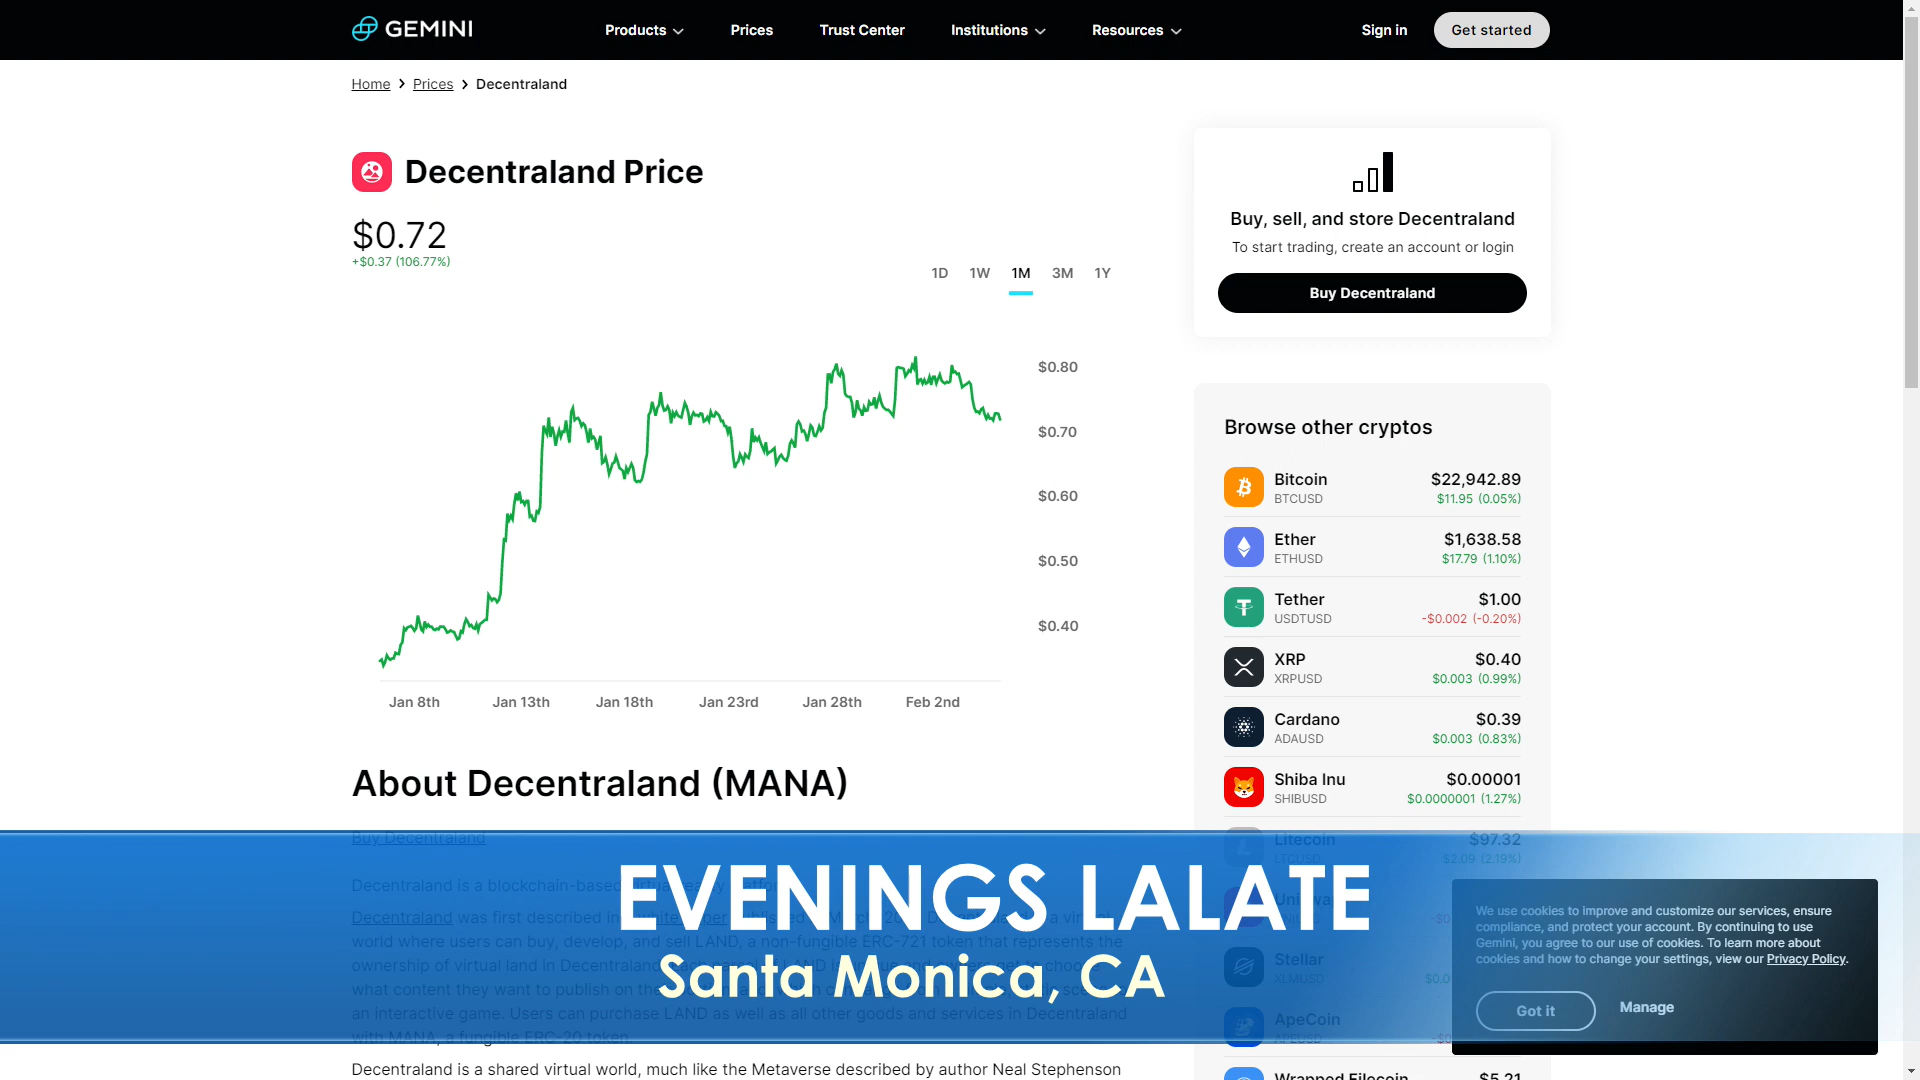 GEMINI
Products
Prices
Trust Center
Institutions
Resources
Sign in
Get started
Home
Prices
Decentraland
Decentraland Price
$0.72
+$0.37 (106.77%)
1D 1W 1M 3M 1Y
$0.80
$0.70
$0.60
$0.50
$0.40
Jan 8th Jan 13th Jan 18th Jan 23rd Jan 28th Feb 2nd
Buy, sell, and store Decentraland
To start trading, create an account or login
Buy Decentraland
Browse other cryptos
Bitcoin $22,942.89
BTCUSD $11.95 (0.05%)
Ether $1,638.58
ETHUSD $17.79 (1.10%)
Tether $1.00
USDTUSD -$0.002 (-0.20%)
XRP $0.40
XRPUSD $0.003 (0.99%)
Cardano $0.39
ADAUSD $0.003 (0.83%)
Shiba Inu $0.00001
SHIBUSD $0.0000001 (1.27%)
Litecoin $97.32
LTCUSD $2.09 (2.19%)
Stellar
XLMUSD $0.0
ApeCoin
APEUSD -$0
Wrapped Filecoin $5.21
About Decentraland (MANA)
Buy Decentraland
Decentraland is a blockchain-based virtual
Decentraland was first described in
world where users can buy, develop, and sell LAND, a non-fungible ERC-721 token that represents the
ownership of virtual land in Decentraland.
what content they want to publish on
an interactive game. Users can purchase LAND as well as all other goods and services in Decentraland
with MANA, a fungible ERC-20 token.
Decentraland is a shared virtual world, much like the Metaverse described by author Neal Stephenson
EVENINGS LALATE
Santa Monica, CA
We use cookies to improve and customize our services, ensure
compliance, and protect your account. By continuing to use
Gemini, you agree to our use of cookies. To learn more about
cookies and how to change your settings, view our Privacy Policy.
Got it
Manage